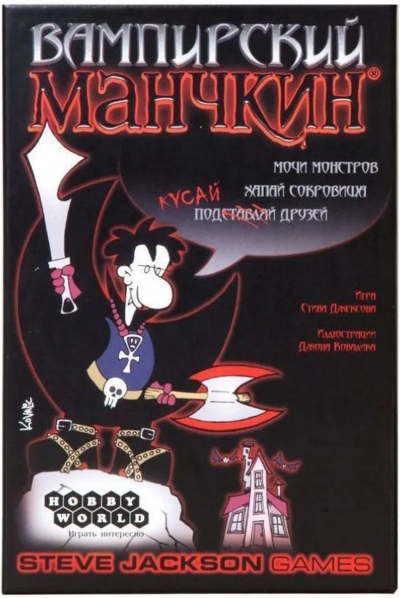 ВАМПИРСКИЙ
МАНЧКИН®
МОЧИ МОНСТРОВ
ХАПАЙ СОКРОВИЩА
КУСАЙ
ПОДСТАВЛЯЙ ДРУЗЕЙ
ИГРА
СТИВА ДЖЕКСОНА
ИЛЛЮСТРАЦИИ
ДЖОНА КОВАЛИКА
KOVALIC
HOBBY
WORLD
Играть интересно
STEVE JACKSON GAMES